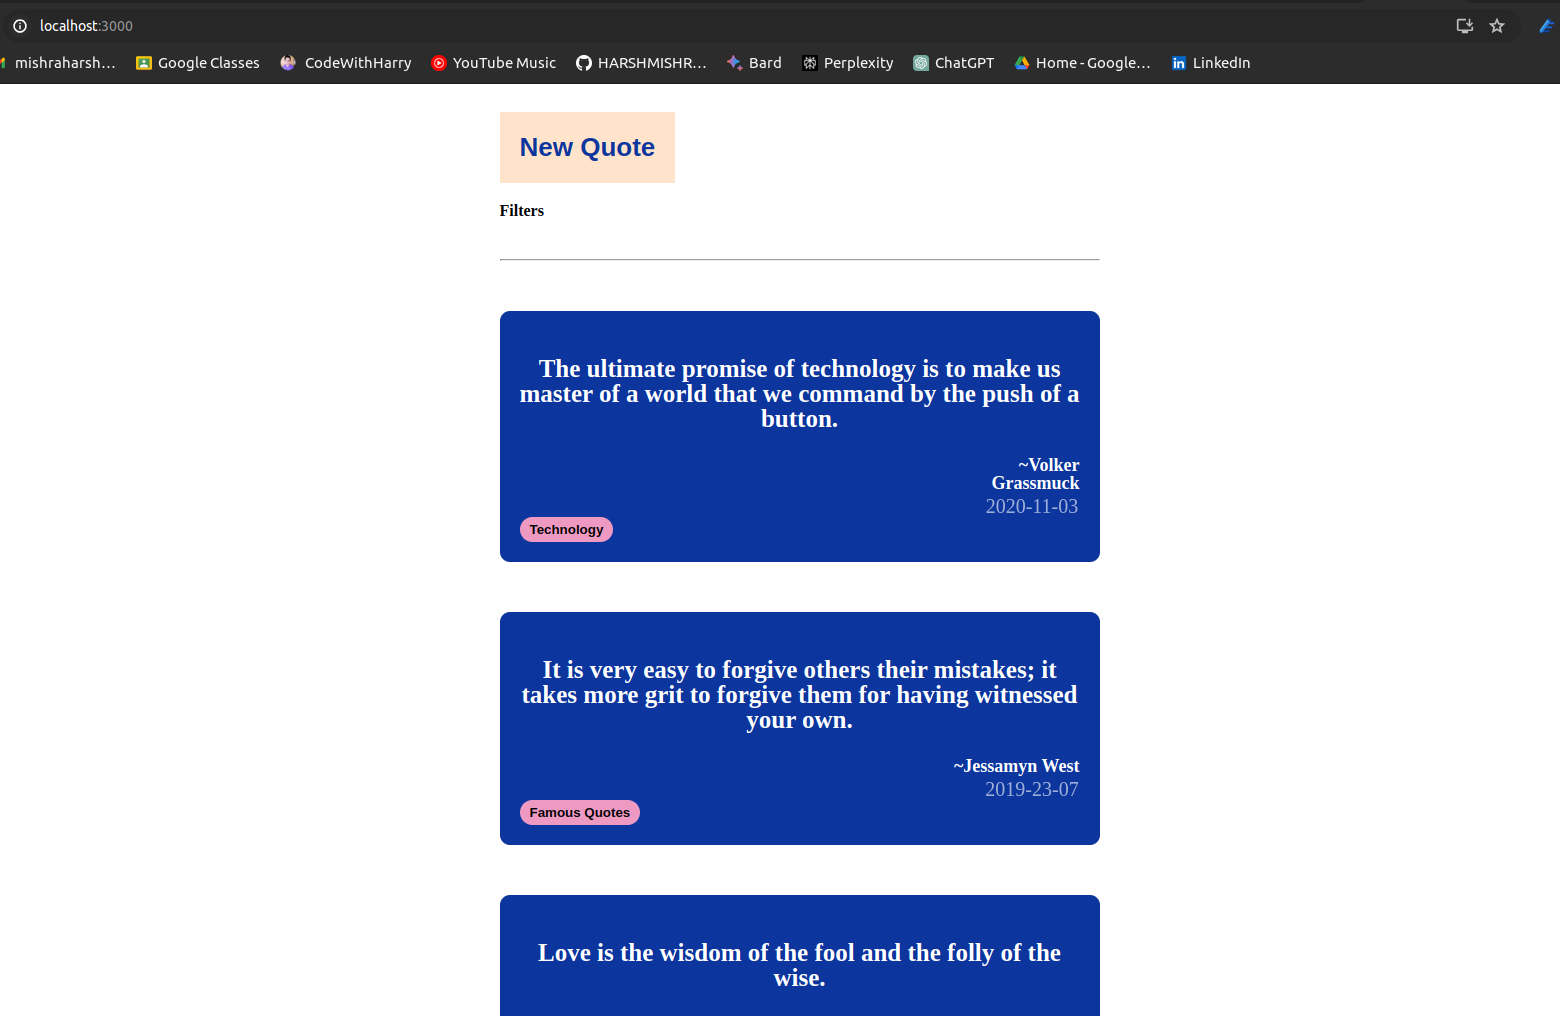 localhost:3000
mishraharsh…
Google Classes
CodeWithHarry
YouTube Music
HARSHMISHR…
Bard
Perplexity
ChatGPT
Home - Google…
LinkedIn
New Quote
Filters
The ultimate promise of technology is to make us
master of a world that we command by the push of a
button.
~Volker
Grassmuck
2020-11-03
Technology
It is very easy to forgive others their mistakes; it
takes more grit to forgive them for having witnessed
your own.
~Jessamyn West
2019-23-07
Famous Quotes
Love is the wisdom of the fool and the folly of the
wise.